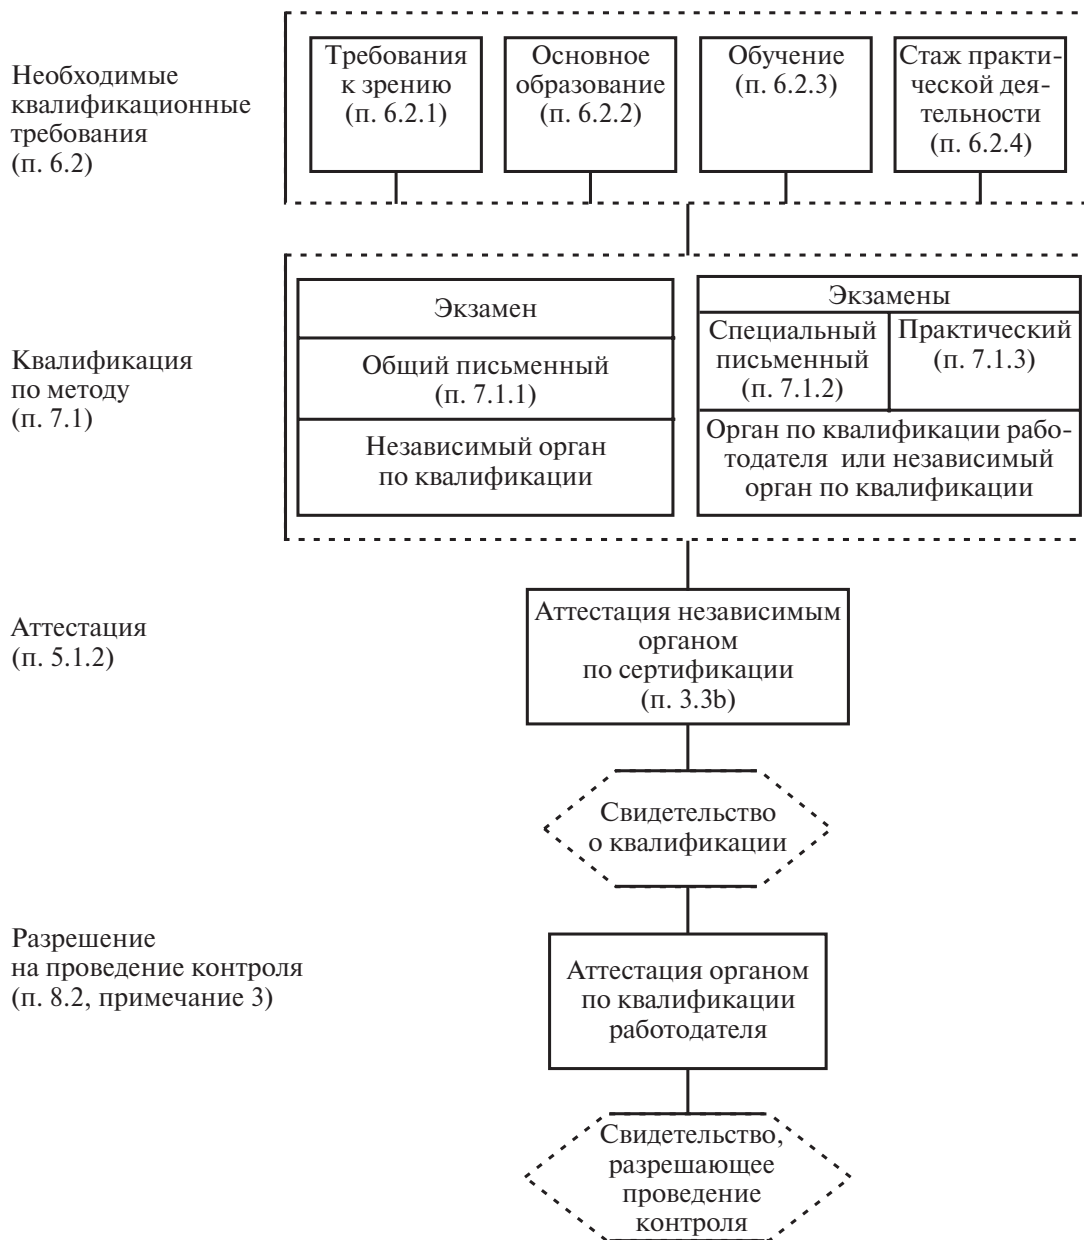 Необходимые
квалификационные
требования
(п. 6.2)
Требования
к зрению
(п. 6.2.1)
Основное
образование
(п. 6.2.2)
Обучение
(п. 6.2.3)
Стаж практи-
ческой дея-
тельности
(п. 6.2.4)
Квалификация
по методу
(п. 7.1)
Экзамен
Общий письменный
(п. 7.1.1)
Независимый орган
по квалификации
Экзамены
Специальный
письменный
(п. 7.1.2)
Практический
(п. 7.1.3)
Орган по квалификации рабо-
тодателя или независимый
орган по квалификации
Аттестация
(п. 5.1.2)
Аттестация независимым
органом
по сертификации
(п. 3.3b)
Свидетельство
о квалификации
Разрешение
на проведение контроля
(п. 8.2, примечание 3)
Аттестация органом
по квалификации
работодателя
Свидетельство,
разрешающее
проведение
контроля